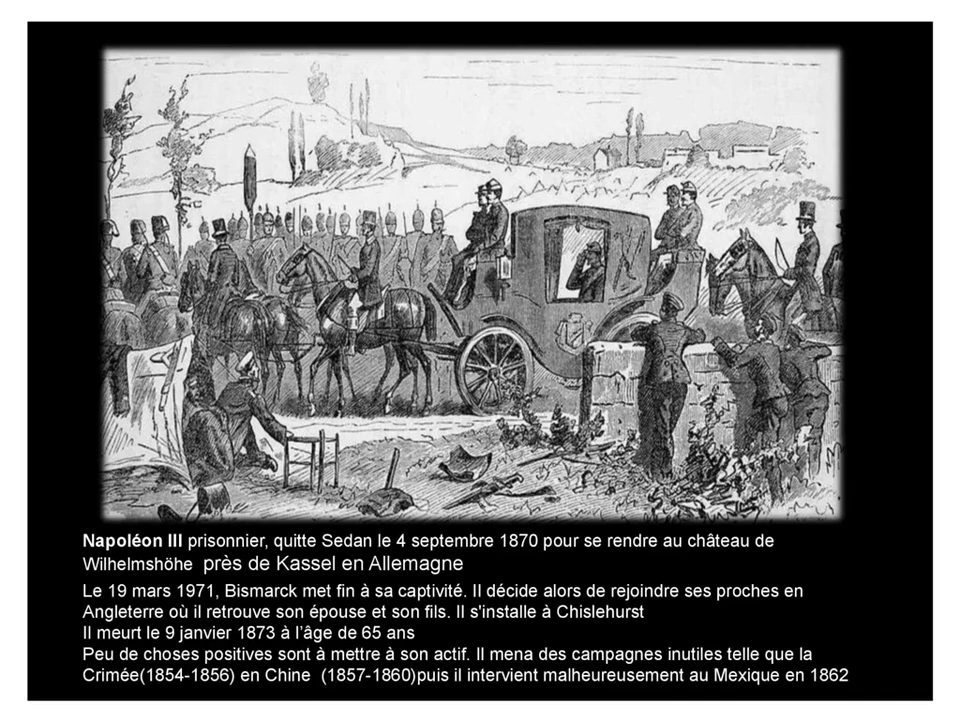 Napoléon III prisonnier, quitte Sedan le 4 septembre 1870 pour se rendre au château de
Wilhelmshöhe près de Kassel en Allemagne
Le 19 mars 1971, Bismarck met fin à sa captivité. Il décide alors de rejoindre ses proches en
Angleterre où il retrouve son épouse et son fils. Il s'installe à Chislehurst
Il meurt le 9 janvier 1873 à l’âge de 65 ans
Peu de choses positives sont à mettre à son actif. Il mena des campagnes inutiles telle que la
Crimée(1854-1856) en Chine (1857-1860)puis il intervient malheureusement au Mexique en 1862